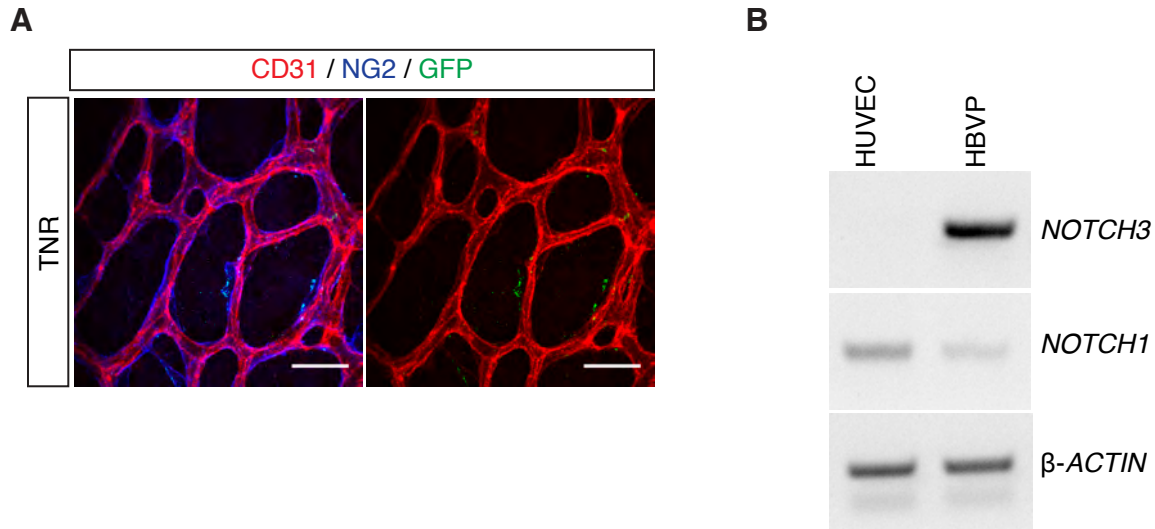 A
CD31 / NG2 / GFP
TNR
B
HUVEC
HBVP
NOTCH3
NOTCH1
β-ACTIN